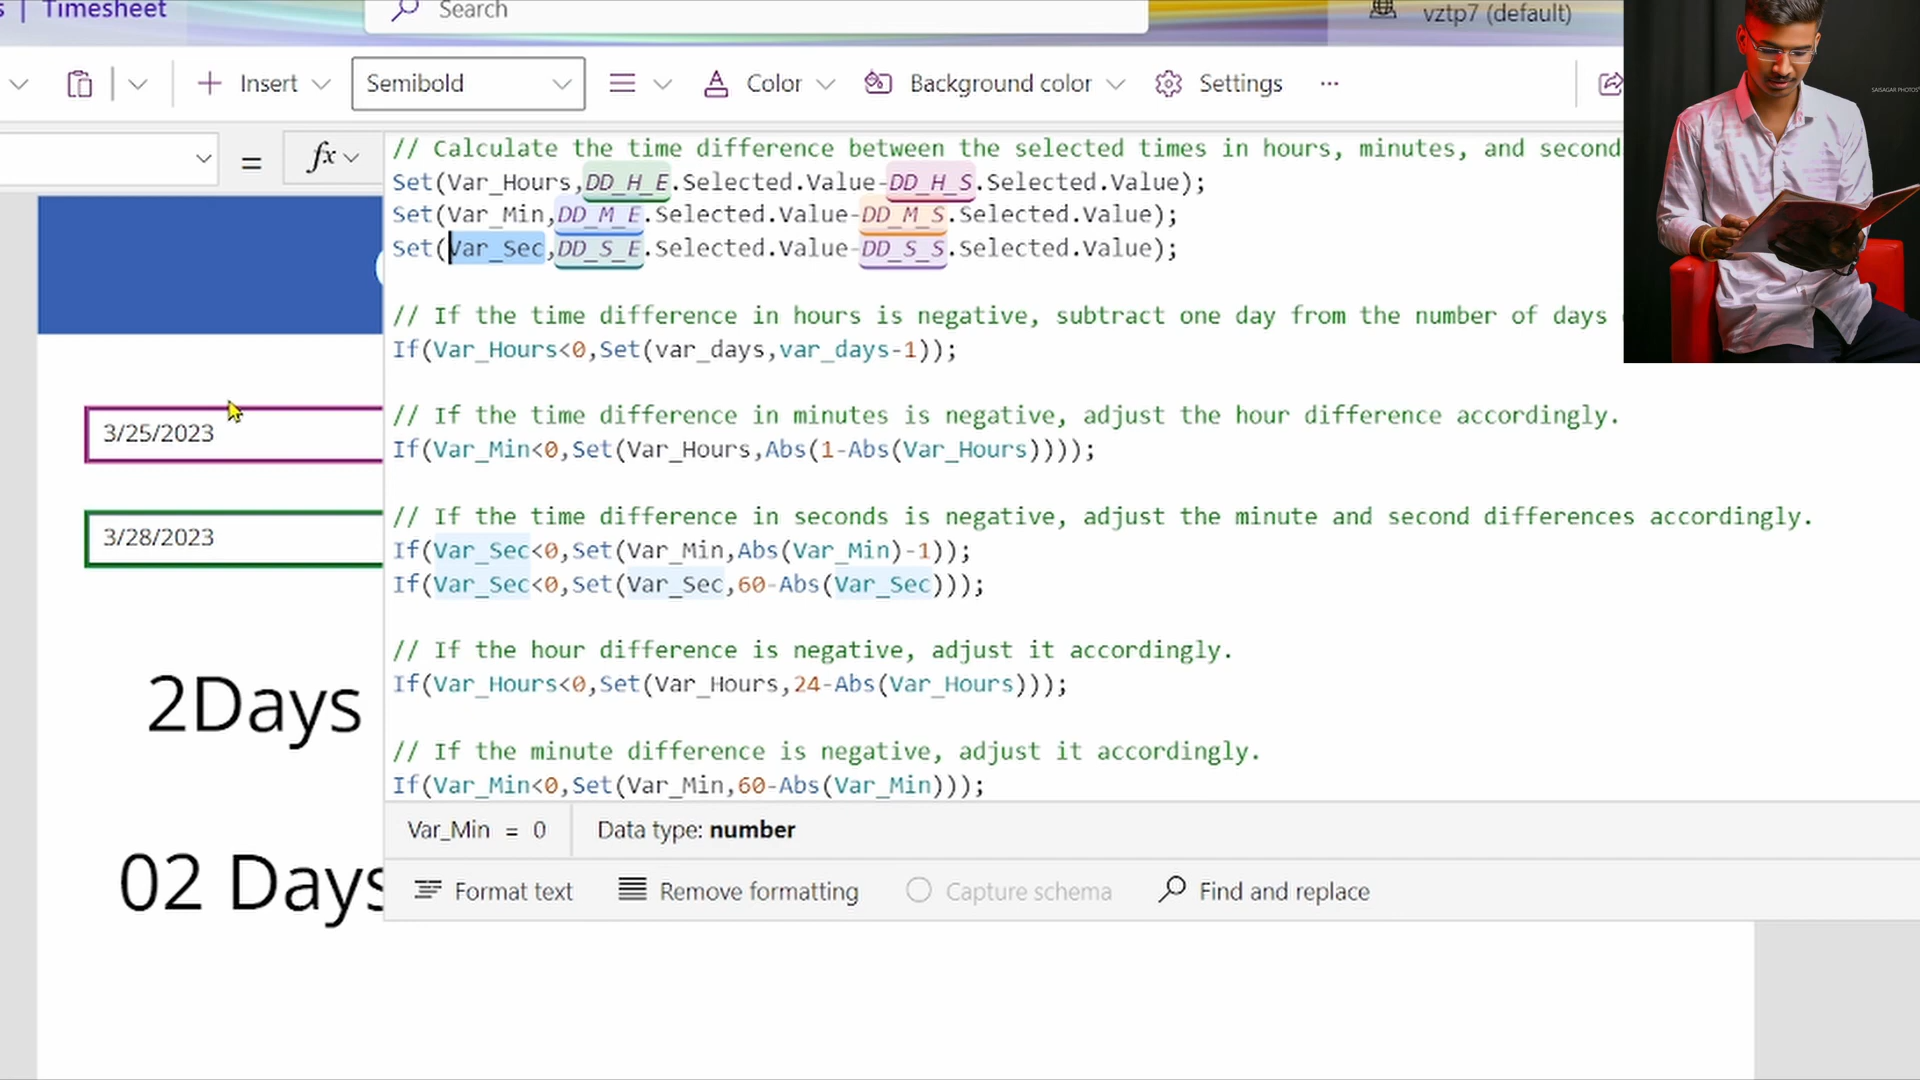 s | Timesheet
Search
vztp7 (default)
Insert
Semibold
Color
Background color
Settings
SAISAGAR PHOTOS
=
fx
// Calculate the time difference between the selected times in hours, minutes, and second
Set(Var_Hours,DD_H_E.Selected.Value-DD_H_S.Selected.Value);
Set(Var_Min,DD_M_E.Selected.Value-DD_M_S.Selected.Value);
Set(Var_Sec,DD_S_E.Selected.Value-DD_S_S.Selected.Value);
// If the time difference in hours is negative, subtract one day from the number of days
If(Var_Hours<0,Set(var_days,var_days-1));
// If the time difference in minutes is negative, adjust the hour difference accordingly.
If(Var_Min<0,Set(Var_Hours,Abs(1-Abs(Var_Hours))));
// If the time difference in seconds is negative, adjust the minute and second differences accordingly.
If(Var_Sec<0,Set(Var_Min,Abs(Var_Min)-1));
If(Var_Sec<0,Set(Var_Sec,60-Abs(Var_Sec)));
// If the hour difference is negative, adjust it accordingly.
If(Var_Hours<0,Set(Var_Hours,24-Abs(Var_Hours)));
// If the minute difference is negative, adjust it accordingly.
If(Var_Min<0,Set(Var_Min,60-Abs(Var_Min)));
3/25/2023
3/28/2023
2Days
02 Days
Var_Min = 0
Data type: number
Format text
Remove formatting
Capture schema
Find and replace